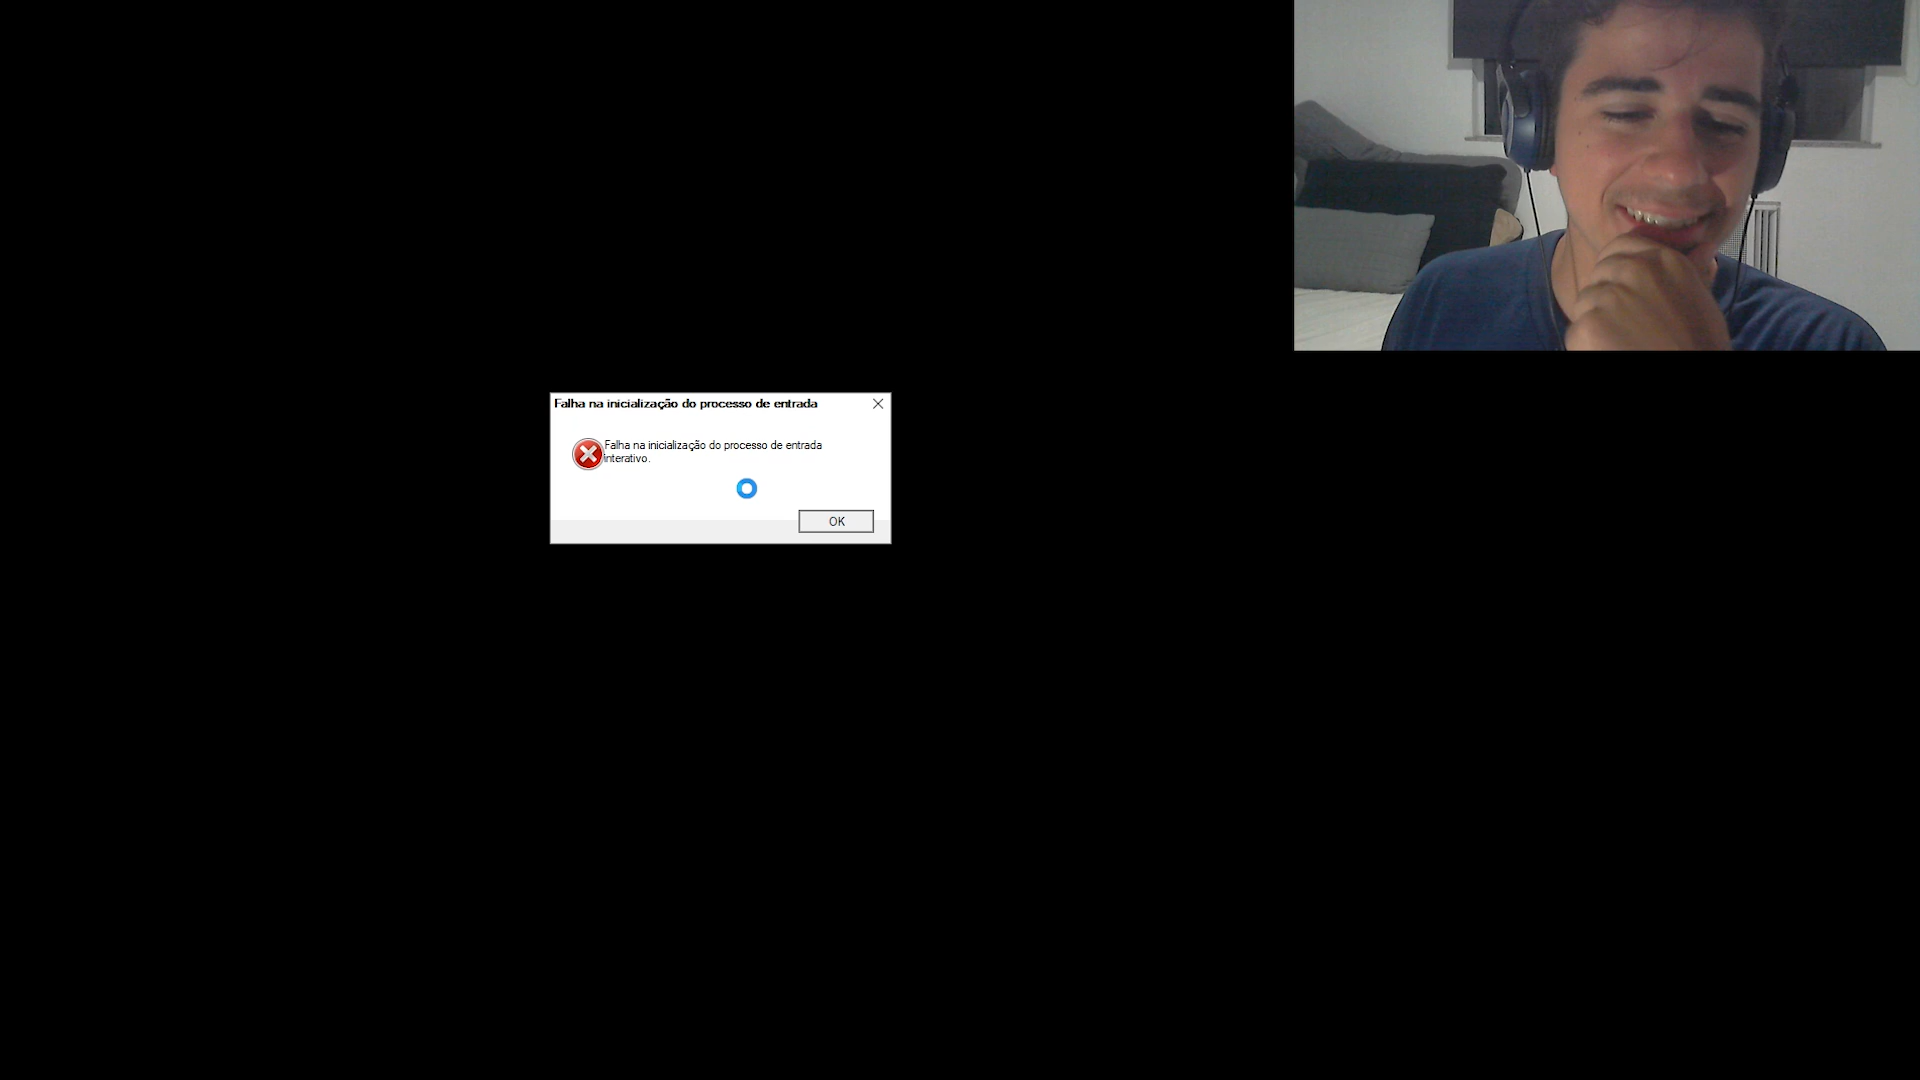 Falha na inicialização do processo de entrada
Falha na inicialização do processo de entrada
interativo.
OK